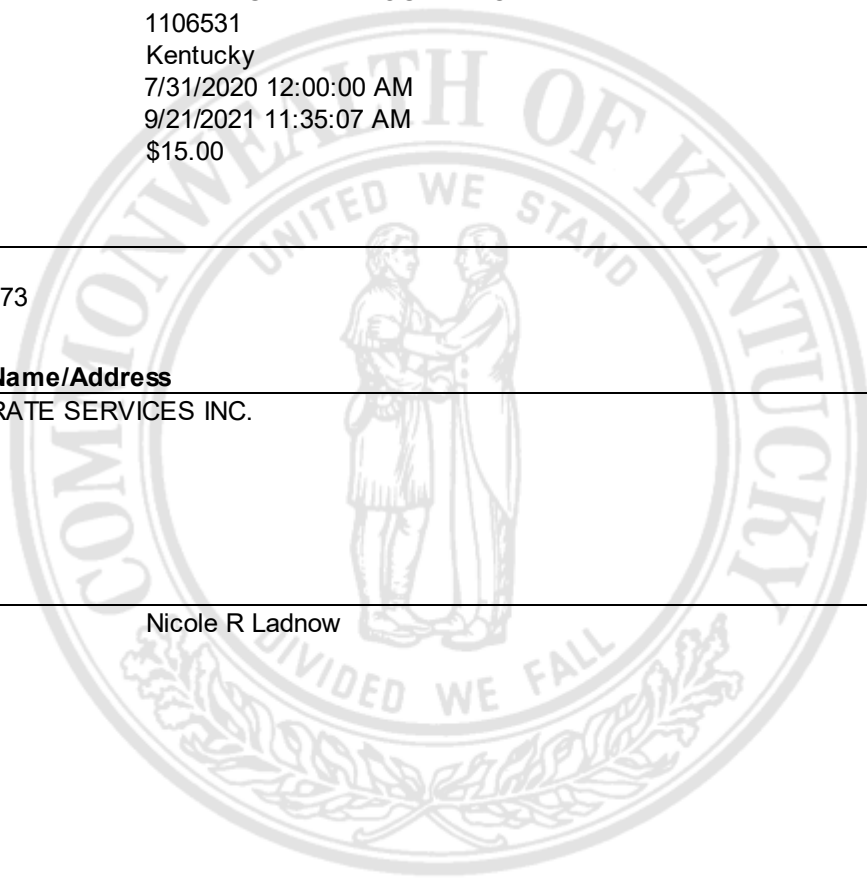 1106531
Kentucky
7/31/2020 12:00:00 AM
9/21/2021 11:35:07 AM
$15.00
COMMONWEALTH OF KENTUCKY
UNITED WE STAND
73
Name/Address
RATE SERVICES INC.
Nicole R Ladnow
DIVIDED WE FALL